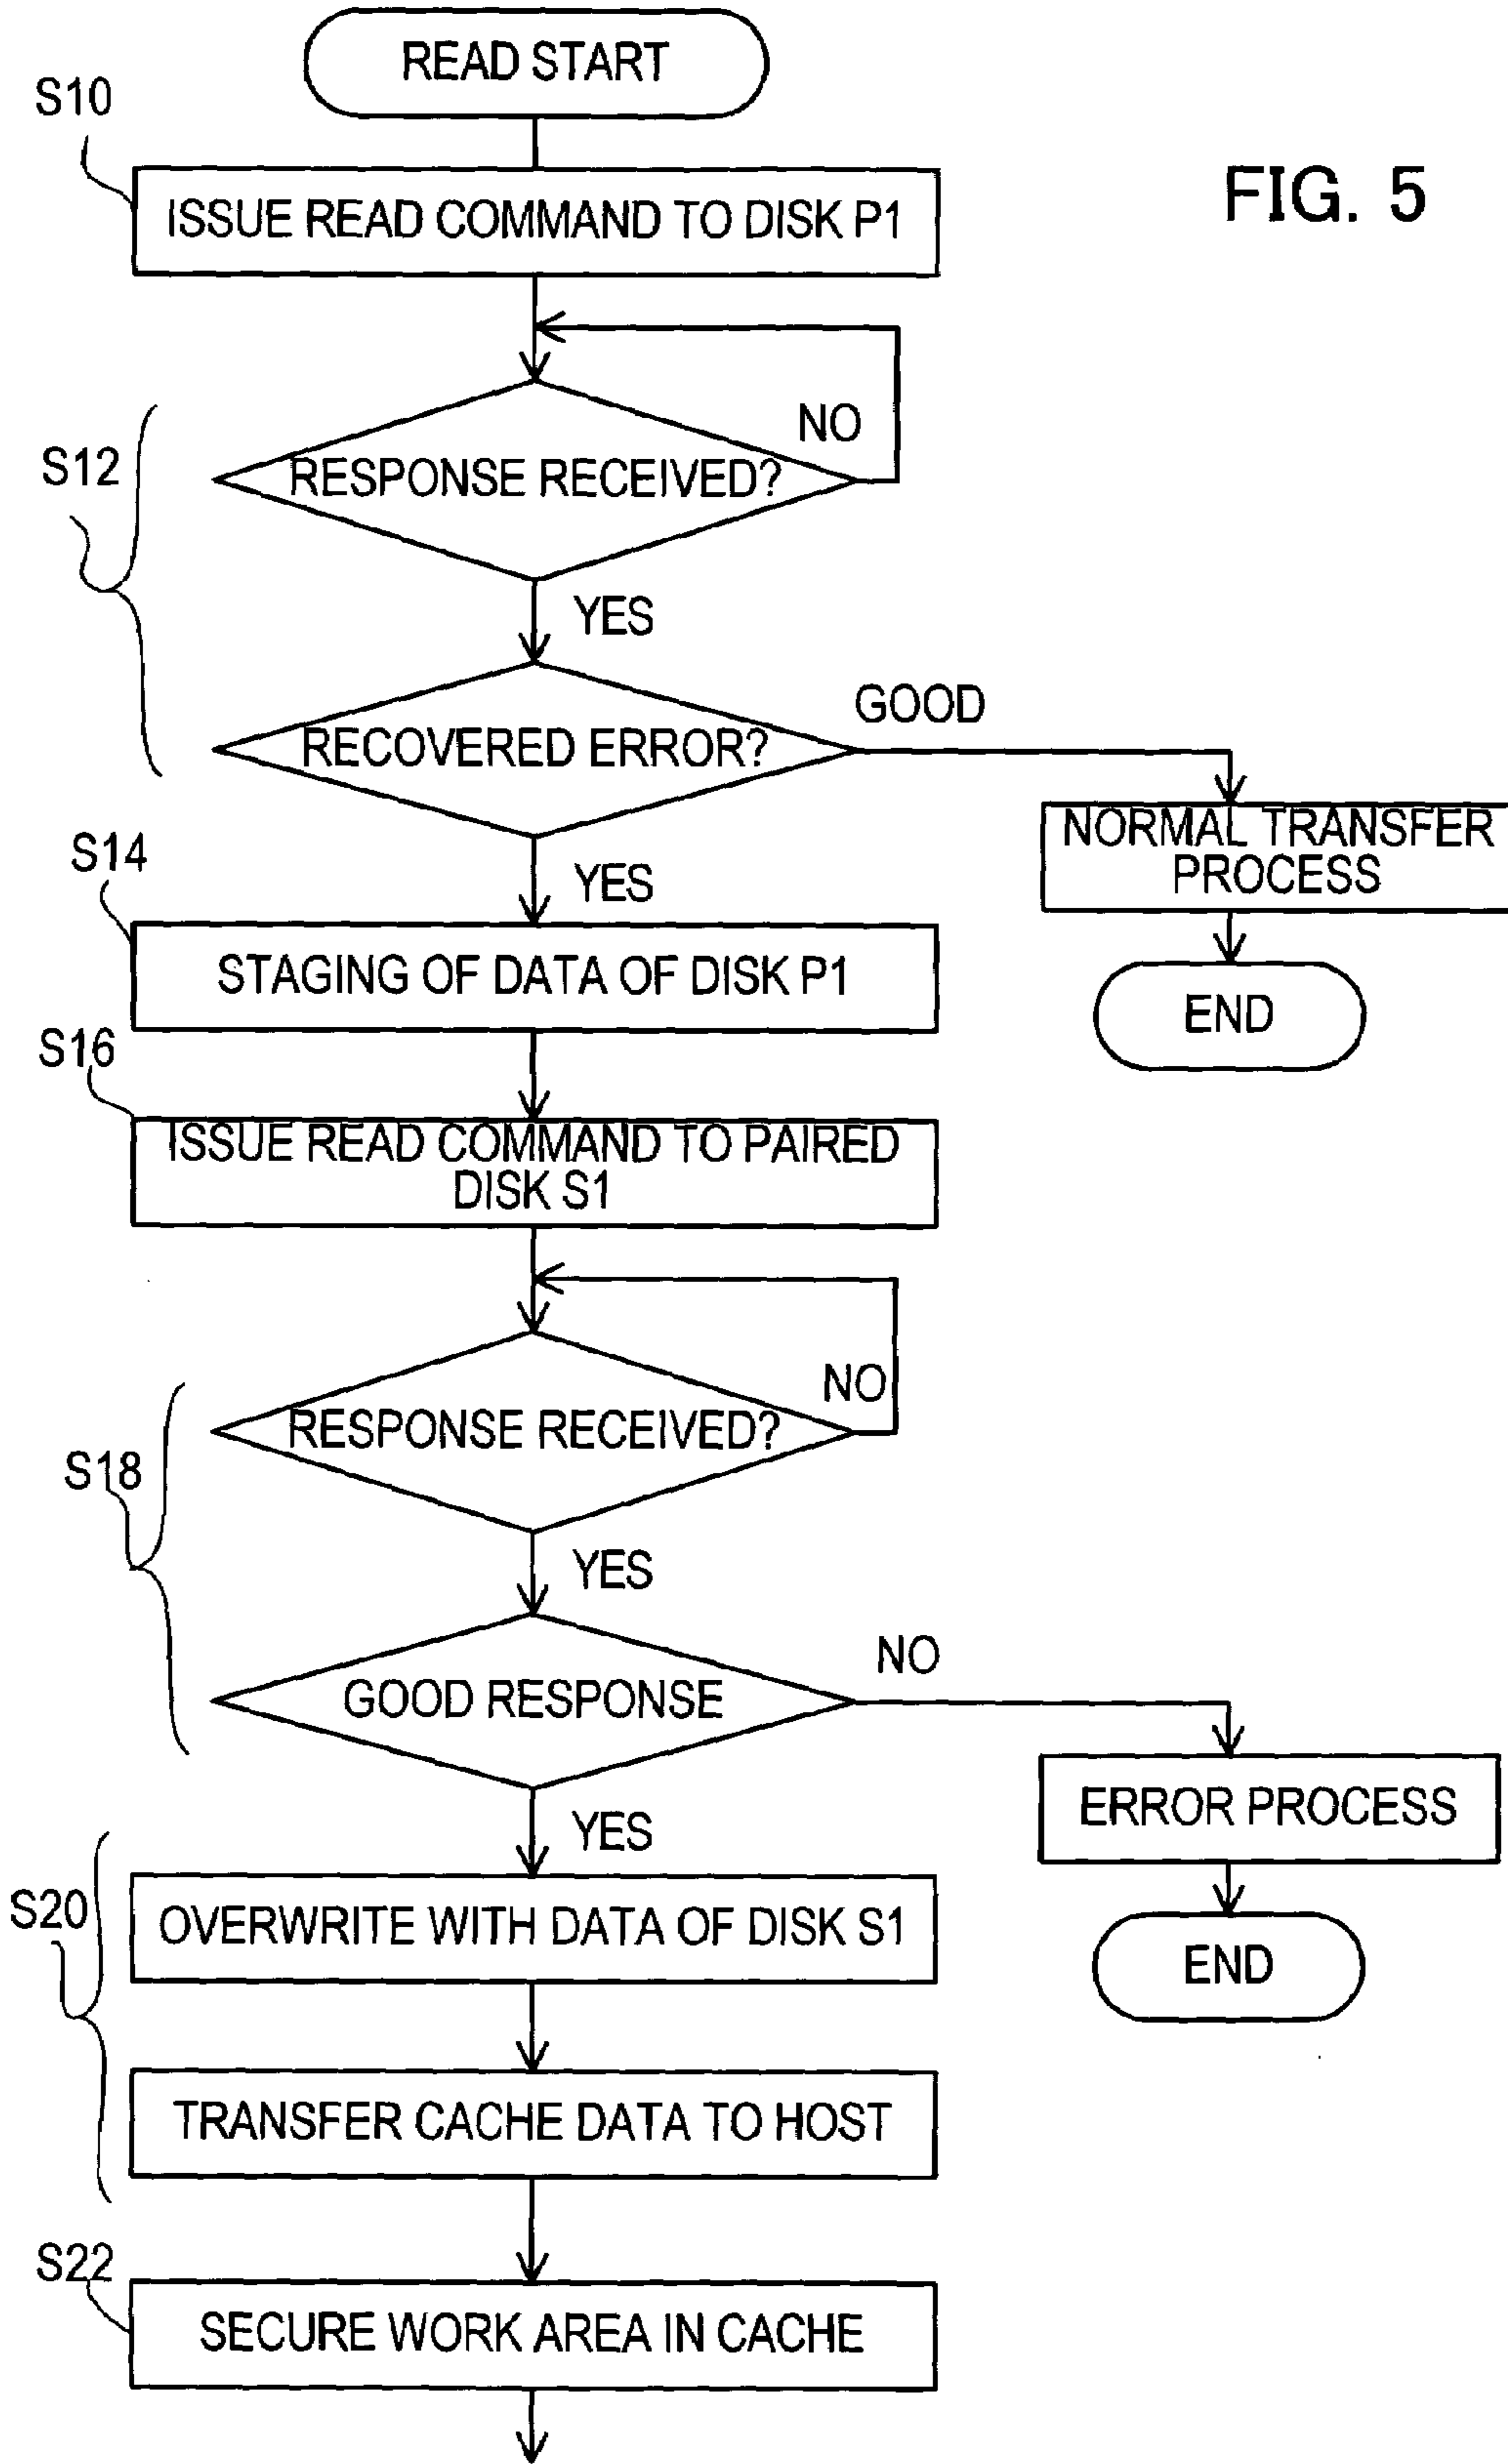 READ START
S10
ISSUE READ COMMAND TO DISK P1
FIG. 5
NO
S12
RESPONSE RECEIVED?
YES
GOOD
RECOVERED ERROR?
NORMAL TRANSFER
PROCESS
S14
YES
STAGING OF DATA OF DISK P1
END
S16
ISSUE READ COMMAND TO PAIRED
DISK S1
NO
RESPONSE RECEIVED?
S18
YES
NO
GOOD RESPONSE
ERROR PROCESS
YES
S20
OVERWRITE WITH DATA OF DISK S1
END
TRANSFER CACHE DATA TO HOST
S22
SECURE WORK AREA IN CACHE